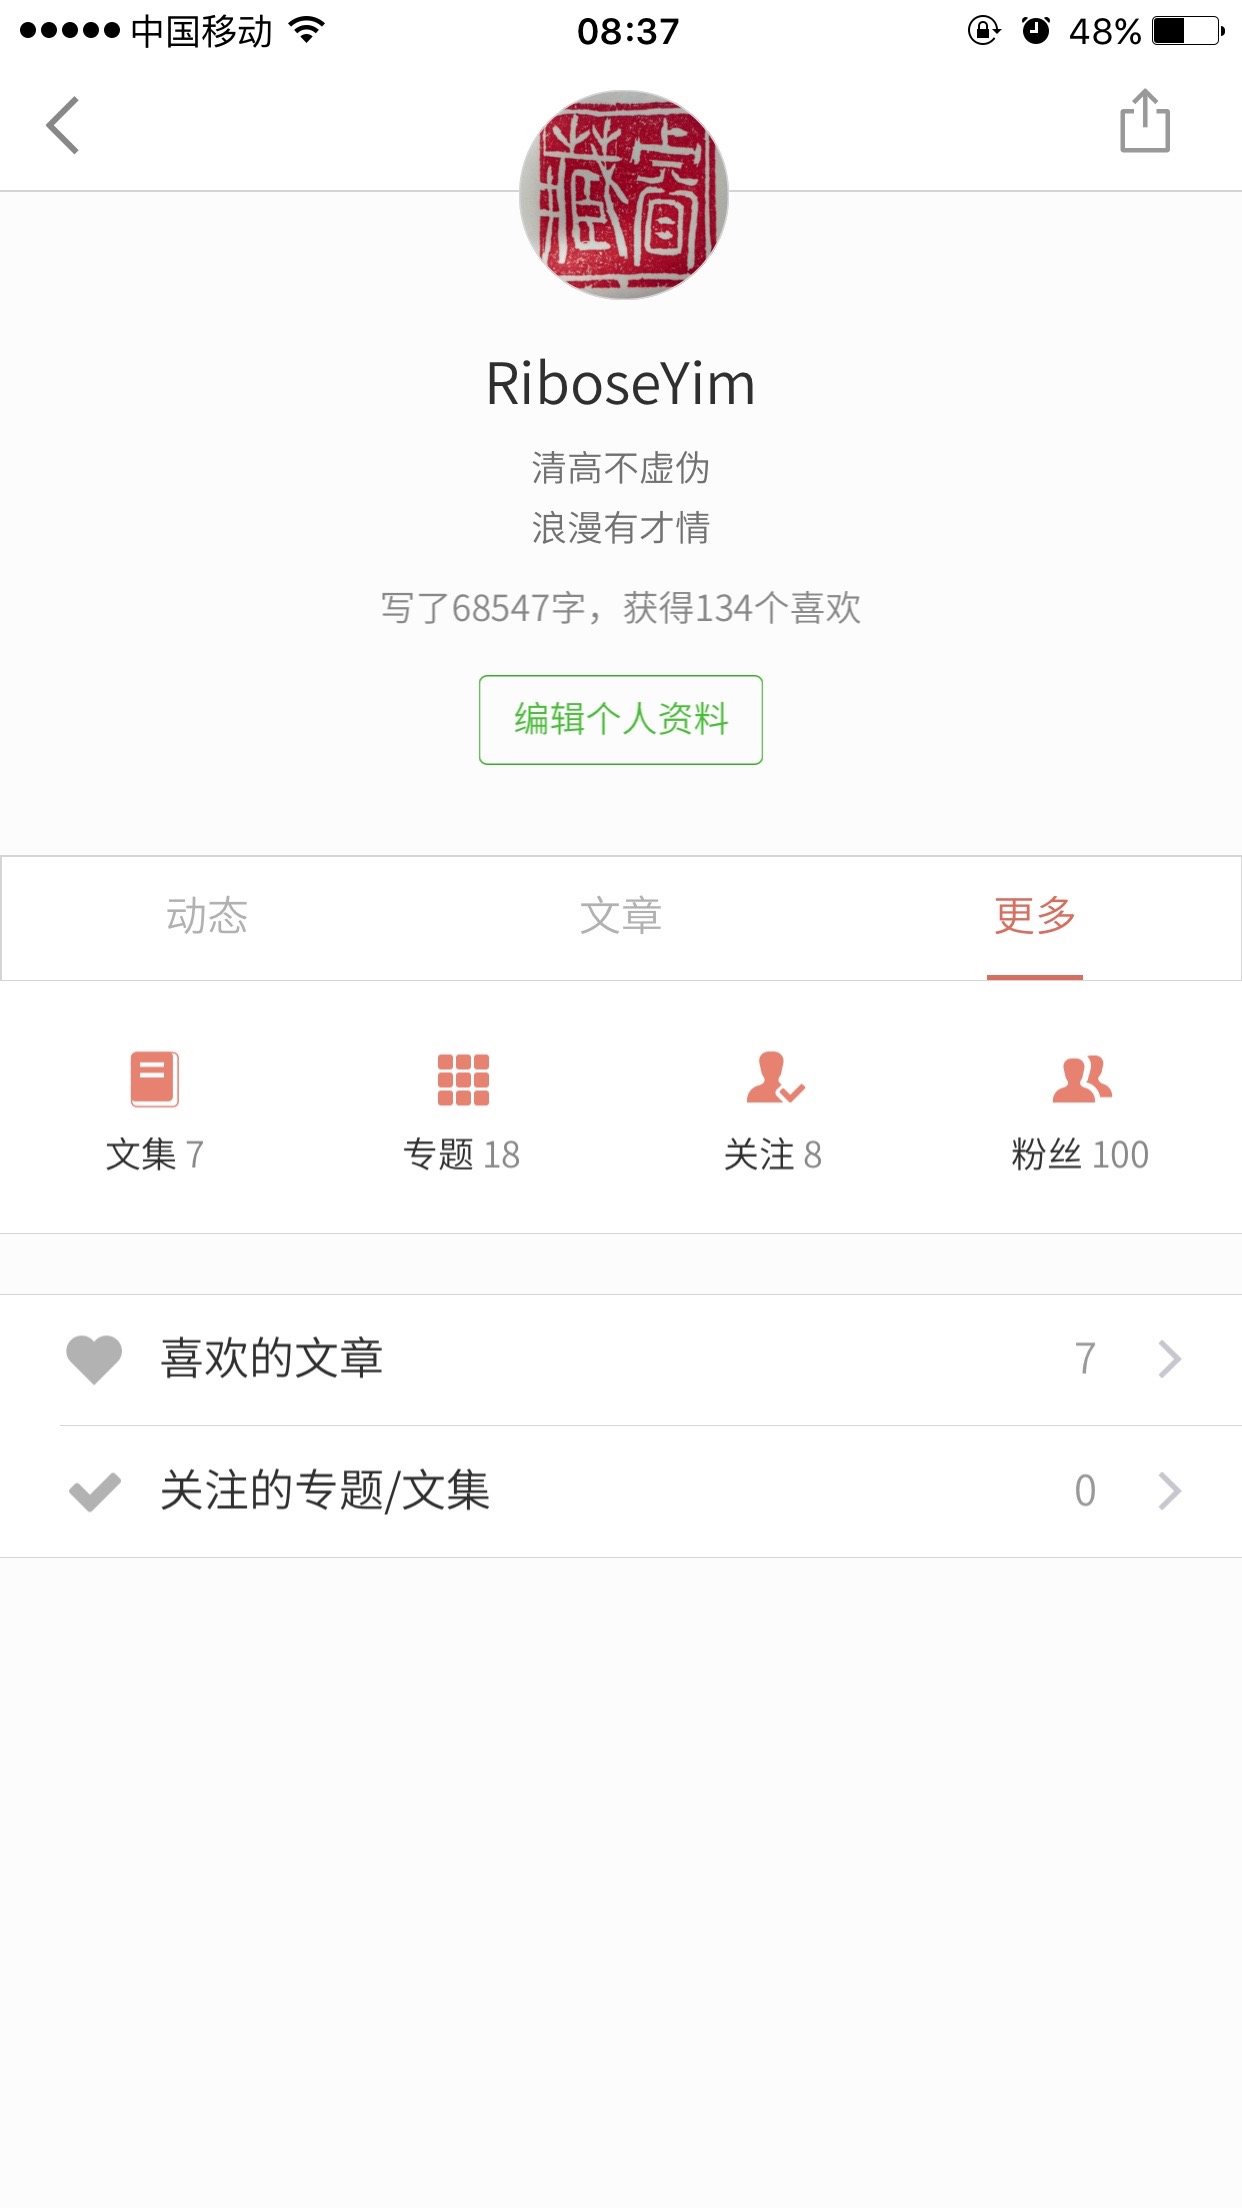 中国移动
08:37
48%
RiboseYim
清高不虚伪
浪漫有才情
写了68547字，获得134个喜欢
编辑个人资料
动态 文章 更多
文集 7 专题 18 关注 8 粉丝 100
喜欢的文章 7
关注的专题/文集 0